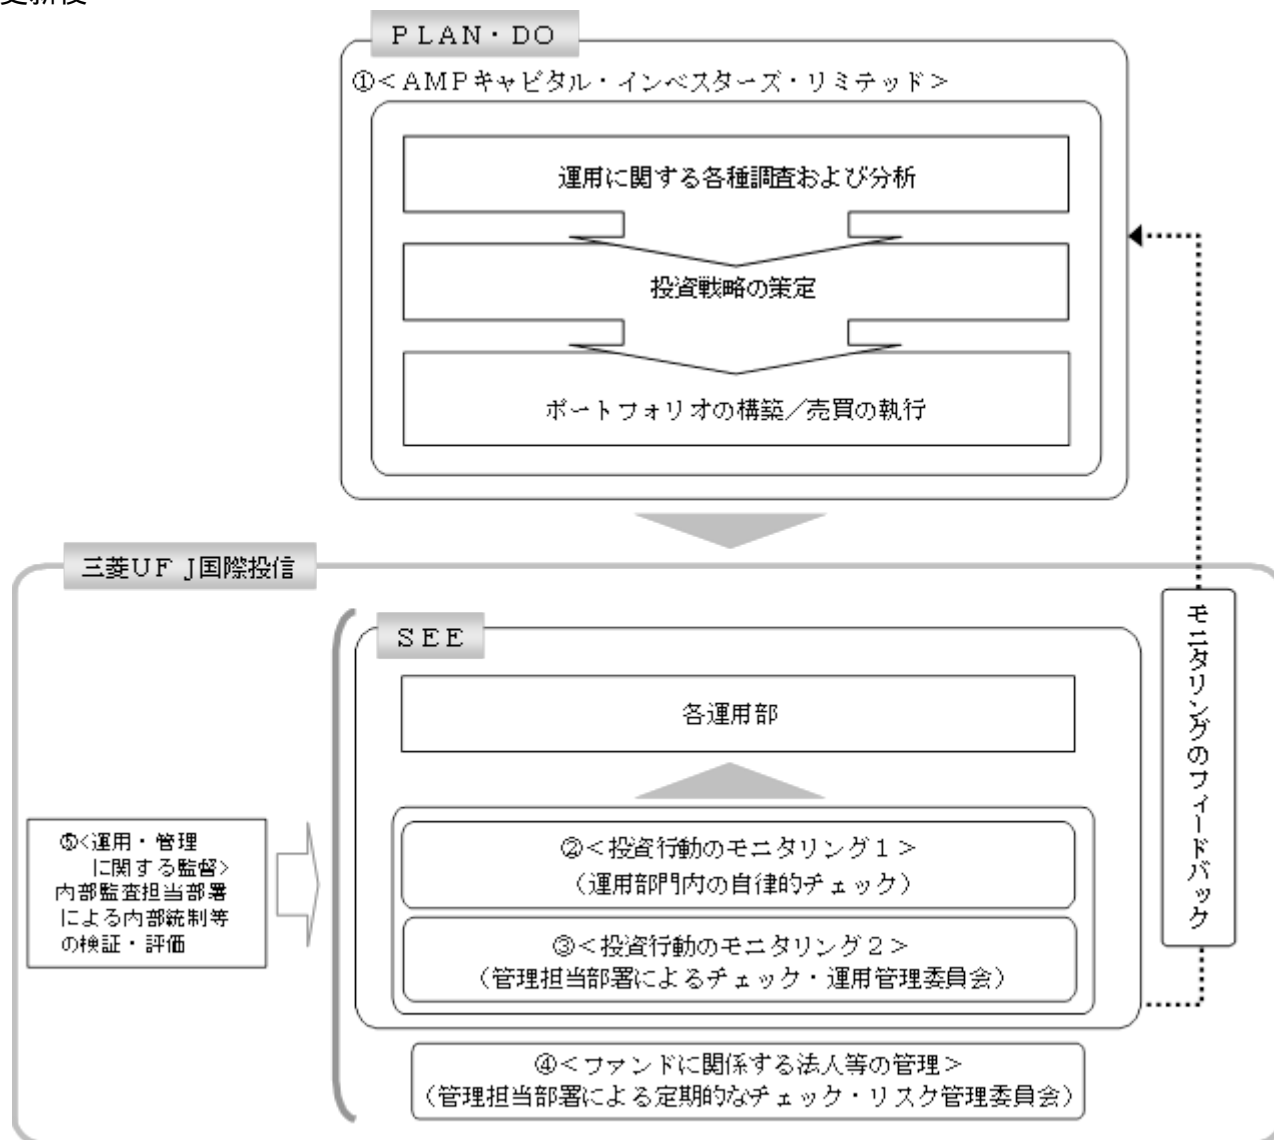 更新後
PLAN・DO
①<AMPキャピタル・インベスターズ・リミテッド>
運用に関する各種調査および分析
投資戦略の策定
ポートフォリオの構築/売買の執行
三菱UFJ国際投信
SEE
各運用部
②<投資行動のモニタリング1>
(運用部門内の自律的チェック)
③<投資行動のモニタリング2>
(管理担当部署によるチェック・運用管理委員会)
④<ファンドに関係する法人等の管理>
(管理担当部署による定期的なチェック・リスク管理委員会)
⑤<運用・管理
に関する監督>
内部監査担当部署
による内部統制等
の検証・評価
モニタリングのフィードバック